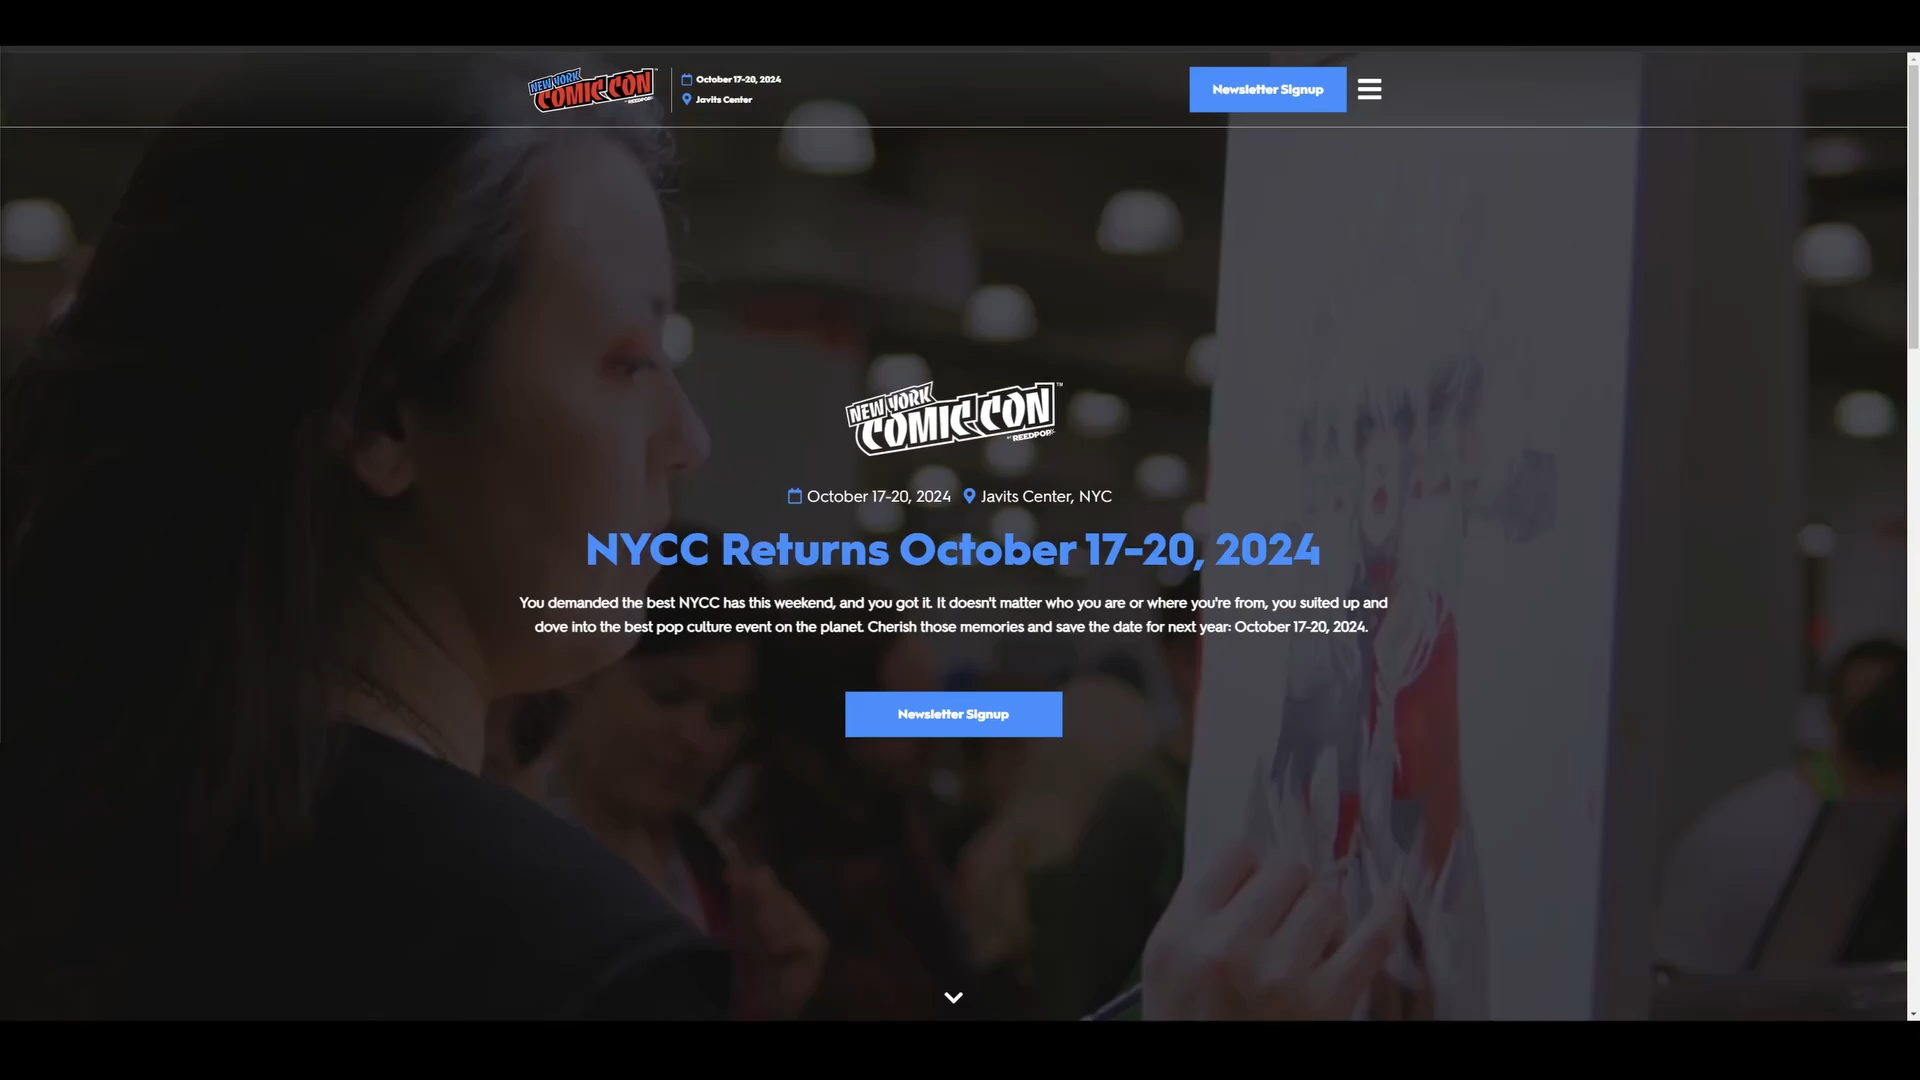 NEW YORK
COMIC CON
BY REEDPOP
October 17-20, 2024
Javits Center
Newsletter Signup
NEW YORK
COMIC CON™
BY REEDPOP
October 17-20, 2024 Javits Center, NYC
NYCC Returns October 17-20, 2024
You demanded the best NYCC has this weekend, and you got it. It doesn't matter who you are or where you're from, you suited up and
dove into the best pop culture event on the planet. Cherish those memories and save the date for next year: October 17-20, 2024.
Newsletter Signup